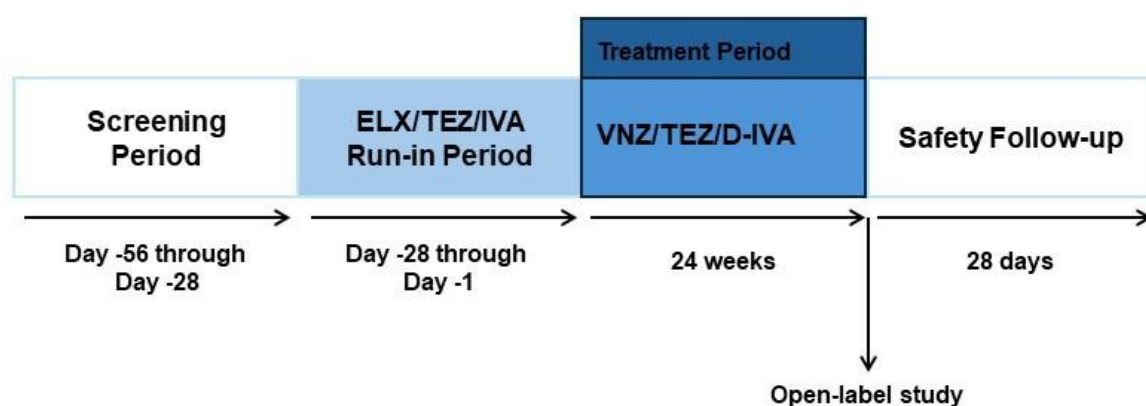 Treatment Period
Screening
Period
ELX/TEZ/IVA
Run-in Period
VNZ/TEZ/D-IVA
Safety Follow-up
Day -56 through
Day -28
Day -28 through
Day -1
24 weeks
28 days
Open-label study